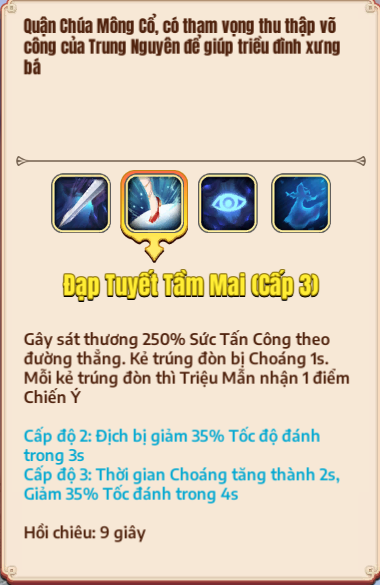 Quận Chúa Mông Cổ, có tham vọng thu thập võ
công của Trung Nguyên để giúp triều đình xưng
bá
Đạp Tuyết Tầm Mai (Cấp 3)
Gây sát thương 250% Sức Tấn Công theo
đường thẳng. Kẻ trúng đòn bị Choáng 1s.
Mỗi kẻ trúng đòn thì Triệu Mẫn nhận 1 điểm
Chiến Ý
Cấp độ 2: Địch bị giảm 35% Tốc độ đánh
trong 3s
Cấp độ 3: Thời gian Choáng tăng thành 2s,
Giảm 35% Tốc đánh trong 4s
Hồi chiêu: 9 giây